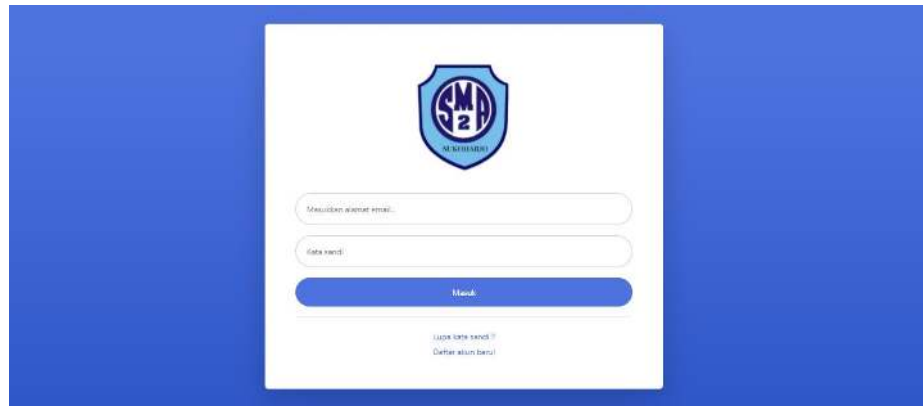 SMA
2
SUKOHARJO
Masukkan alamat email..
Kata sandi
Masuk
Lupa kata sandi ?
Daftar akun baru!